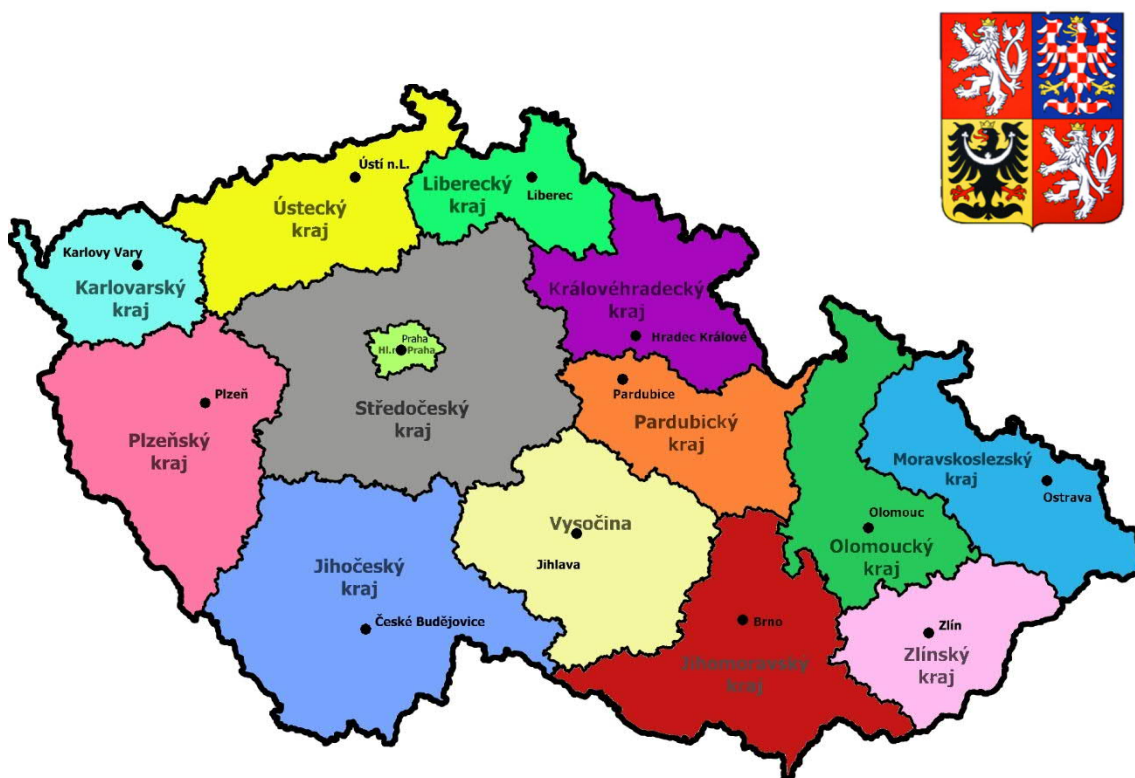 Ústí n.L.
Ústecký
kraj
Liberecký
kraj
Liberec
Karlovy Vary
Karlovarský
kraj
Královéhradecký
kraj
Hradec Králové
Praha
Hl. Praha
Plzeň
Plzeňský
kraj
Středočeský
kraj
Pardubice
Pardubický
kraj
Moravskoslezský
kraj
Ostrava
Olomouc
Olomoucký
kraj
Vysočina
Jihlava
Jihočeský
kraj
České Budějovice
Brno
Jihomoravský
kraj
Zlín
Zlínský
kraj